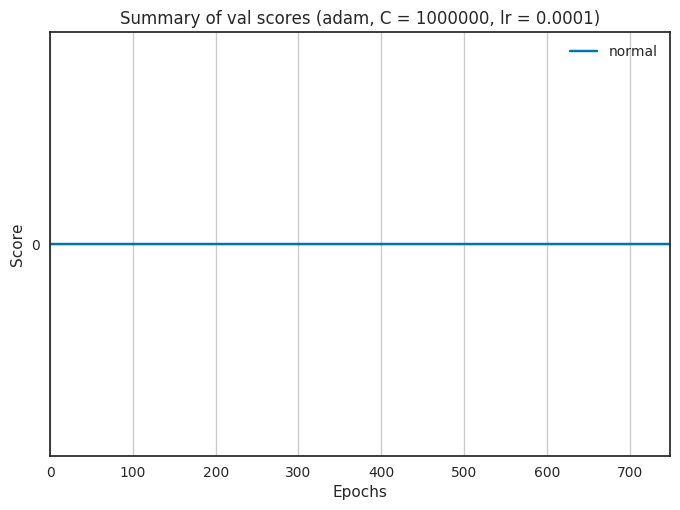 Summary of val scores (adam, C = 1000000, lr = 0.0001)
normal
Score
0
0 100 200 300 400 500 600 700
Epochs